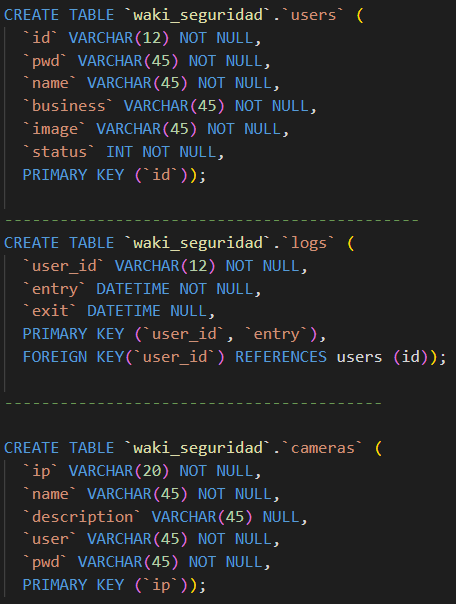 CREATE TABLE `waki_seguridad`.`users` (
`id` VARCHAR(12) NOT NULL,
`pwd` VARCHAR(45) NOT NULL,
`name` VARCHAR(45) NOT NULL,
`business` VARCHAR(45) NOT NULL,
`image` VARCHAR(45) NOT NULL,
`status` INT NOT NULL,
PRIMARY KEY (`id`));
--------------------------------------------
CREATE TABLE `waki_seguridad`.`logs` (
`user_id` VARCHAR(12) NOT NULL,
`entry` DATETIME NOT NULL,
`exit` DATETIME NULL,
PRIMARY KEY (`user_id`, `entry`),
FOREIGN KEY(`user_id`) REFERENCES users (id));
----------------------------------------
CREATE TABLE `waki_seguridad`.`cameras` (
`ip` VARCHAR(20) NOT NULL,
`name` VARCHAR(45) NOT NULL,
`description` VARCHAR(45) NULL,
`user` VARCHAR(45) NOT NULL,
`pwd` VARCHAR(45) NOT NULL,
PRIMARY KEY (`ip`));